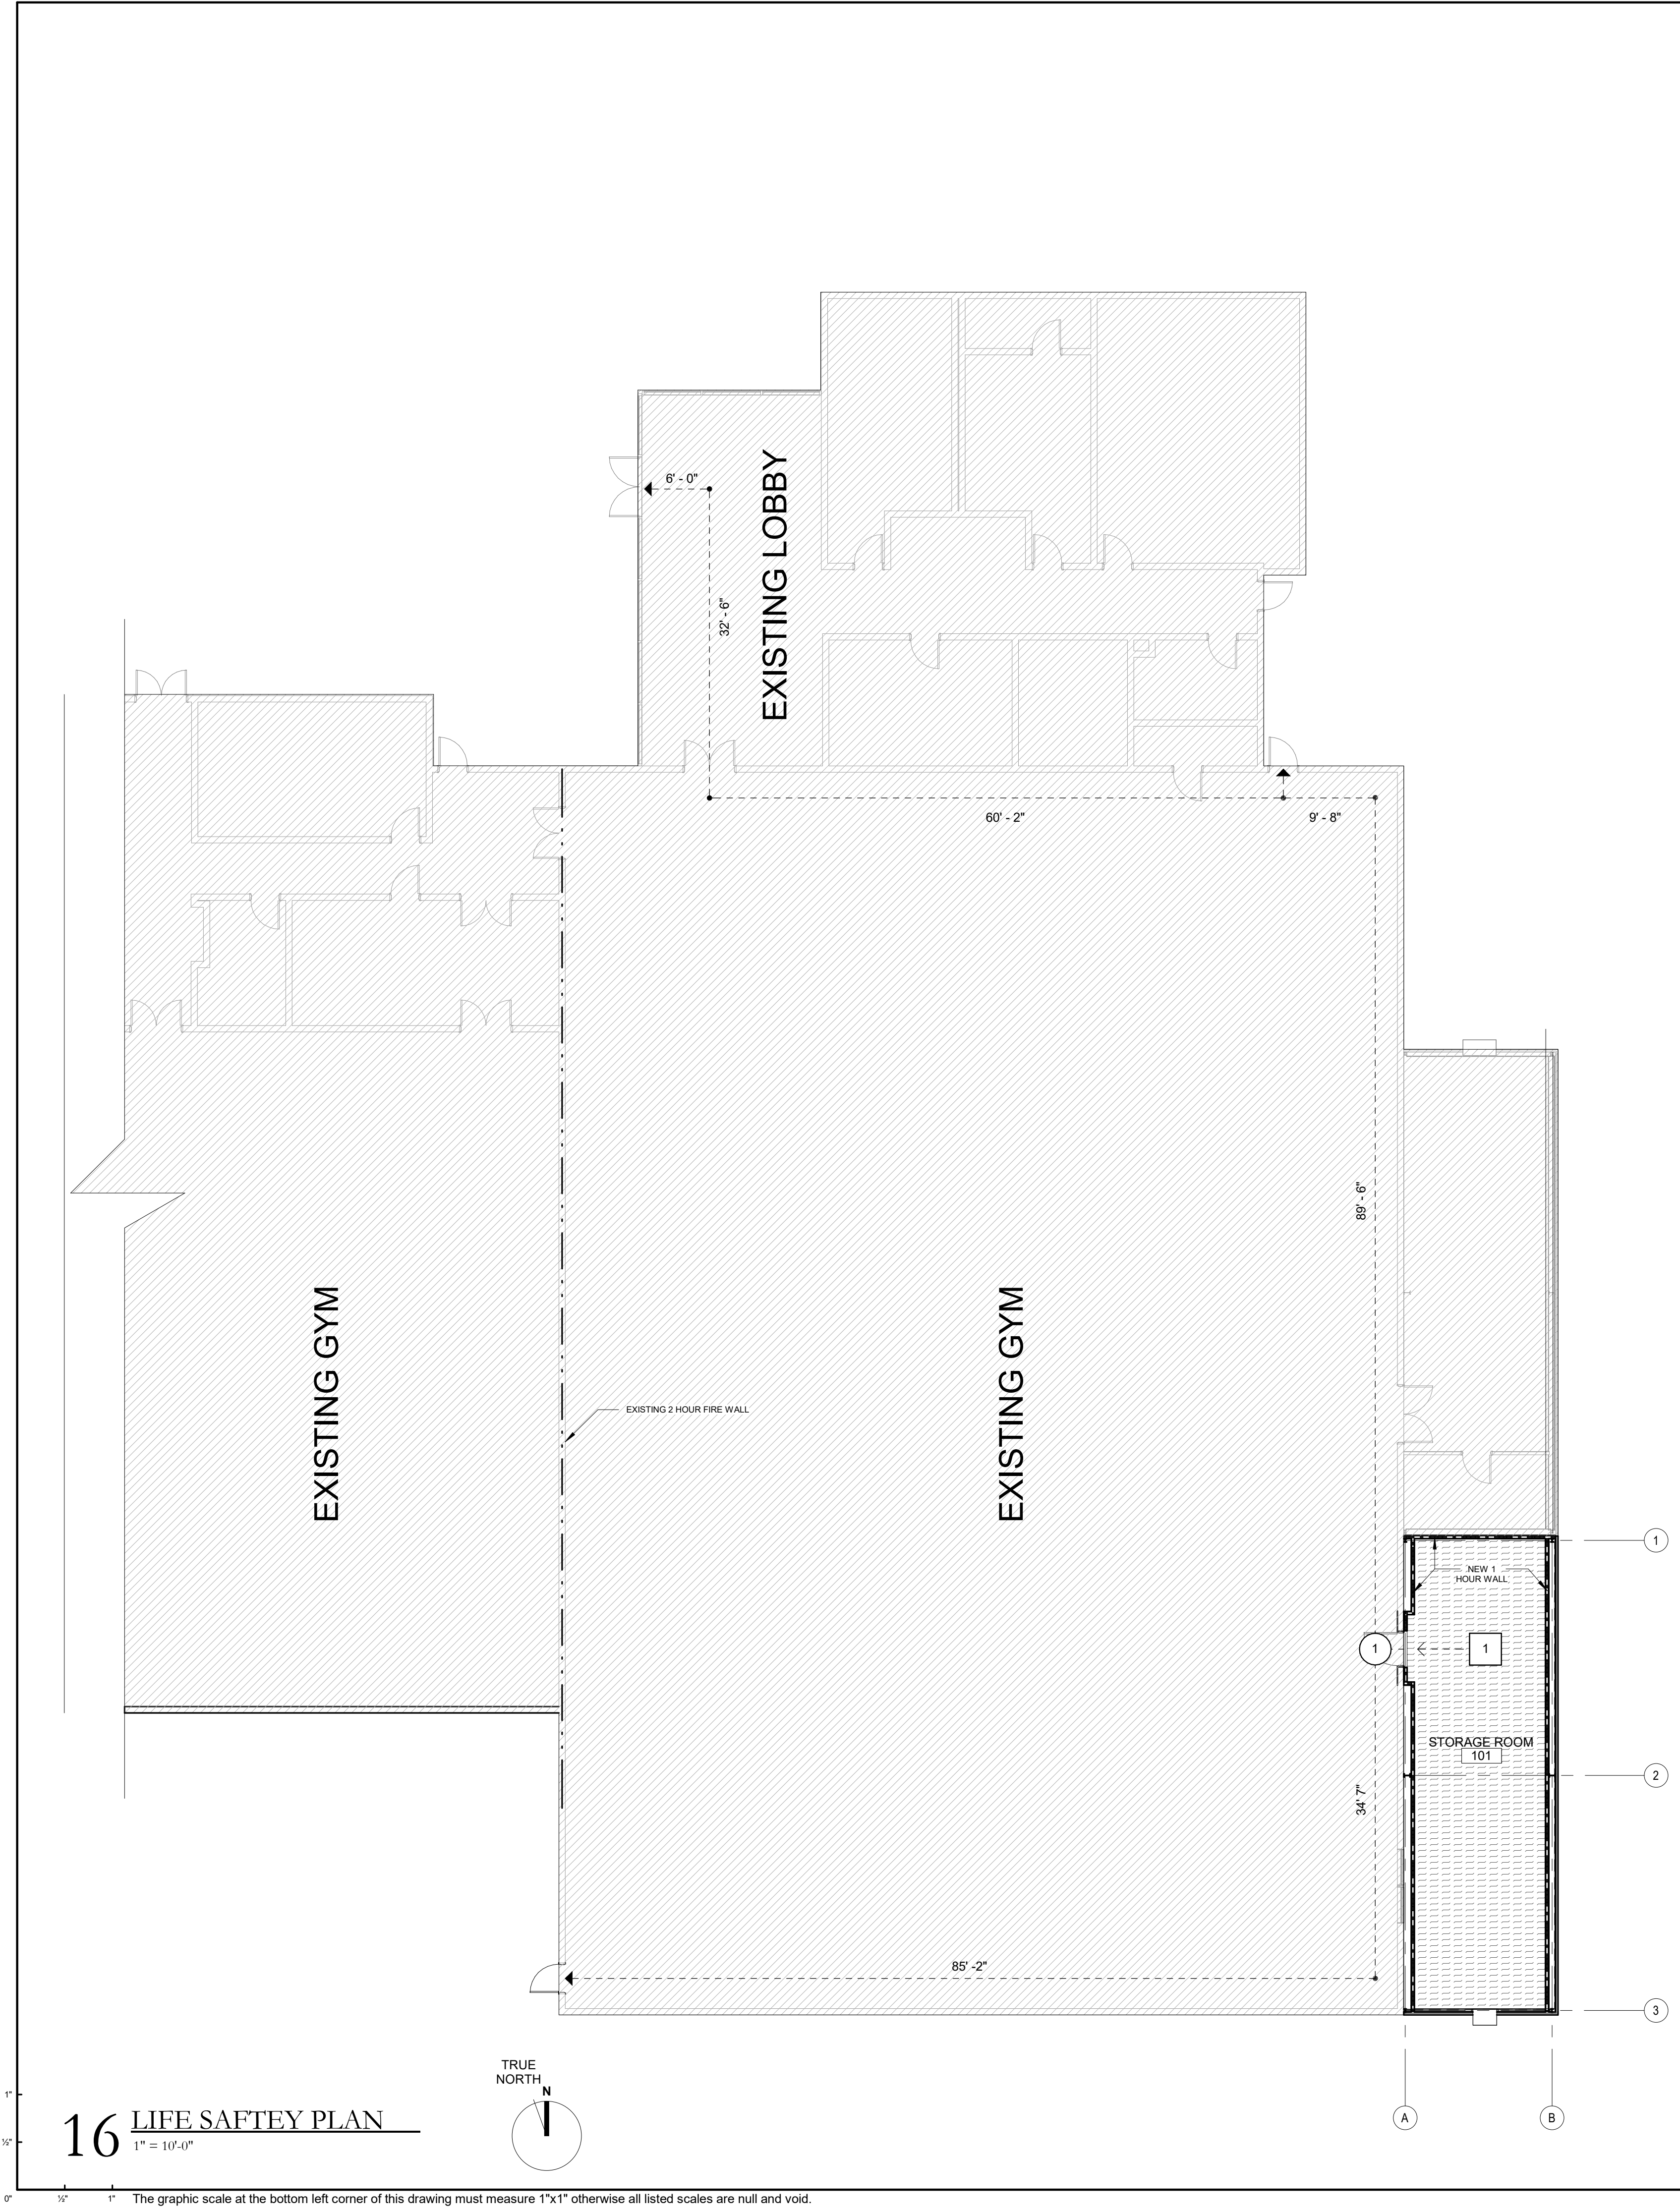 6' - 0"
EXISTING LOBBY
32' - 6"
60' - 2"
9' - 8"
89' - 6"
EXISTING GYM
EXISTING GYM
EXISTING 2 HOUR FIRE WALL
1
NEW 1
HOUR WALL
1
1
STORAGE ROOM
101
2
34' 7"
85' -2"
3
TRUE
NORTH
N
A
B
1"
½"
16
LIFE SAFTEY PLAN
1" = 10'-0"
0"
½"
1"
The graphic scale at the bottom left corner of this drawing must measure 1"x1" otherwise all listed scales are null and void.